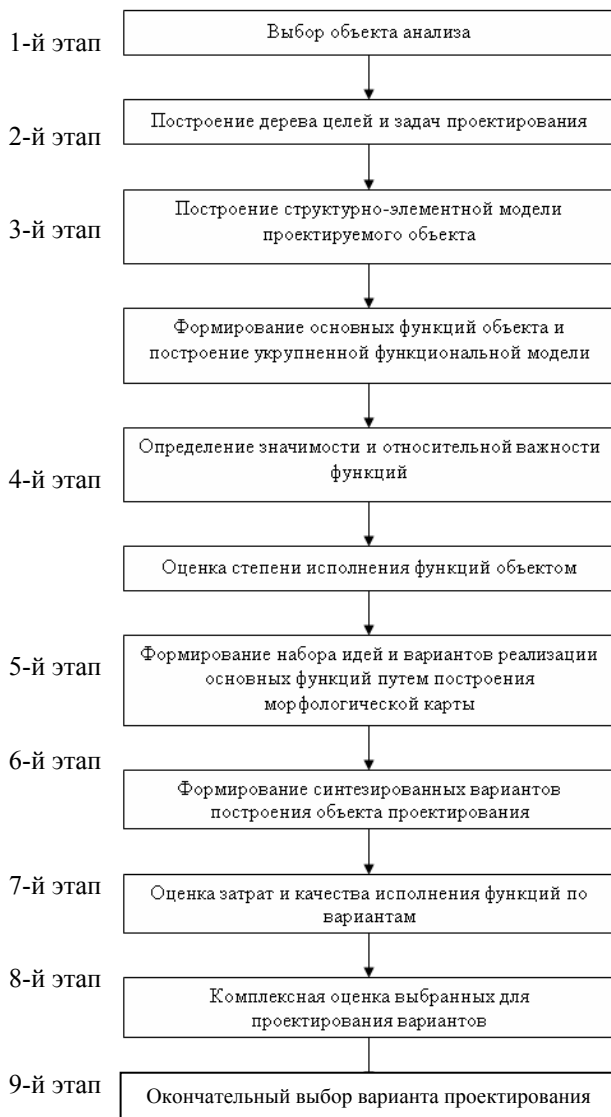 1-й этап
Выбор объекта анализа
2-й этап
Построение дерева целей и задач проектирования
3-й этап
Построение структурно-элементной модели
проектируемого объекта
Формирование основных функций объекта и
построение укрупненной функциональной модели
4-й этап
Определение значимости и относительной важности
функций
Оценка степени исполнения функций объектом
5-й этап
Формирование набора идей и вариантов реализации
основных функций путем построения
морфологической карты
6-й этап
Формирование синтезированных вариантов
построения объекта проектирования
7-й этап
Оценка затрат и качества исполнения функций по
вариантам
8-й этап
Комплексная оценка выбранных для
проектирования вариантов
9-й этап
Окончательный выбор варианта проектирования